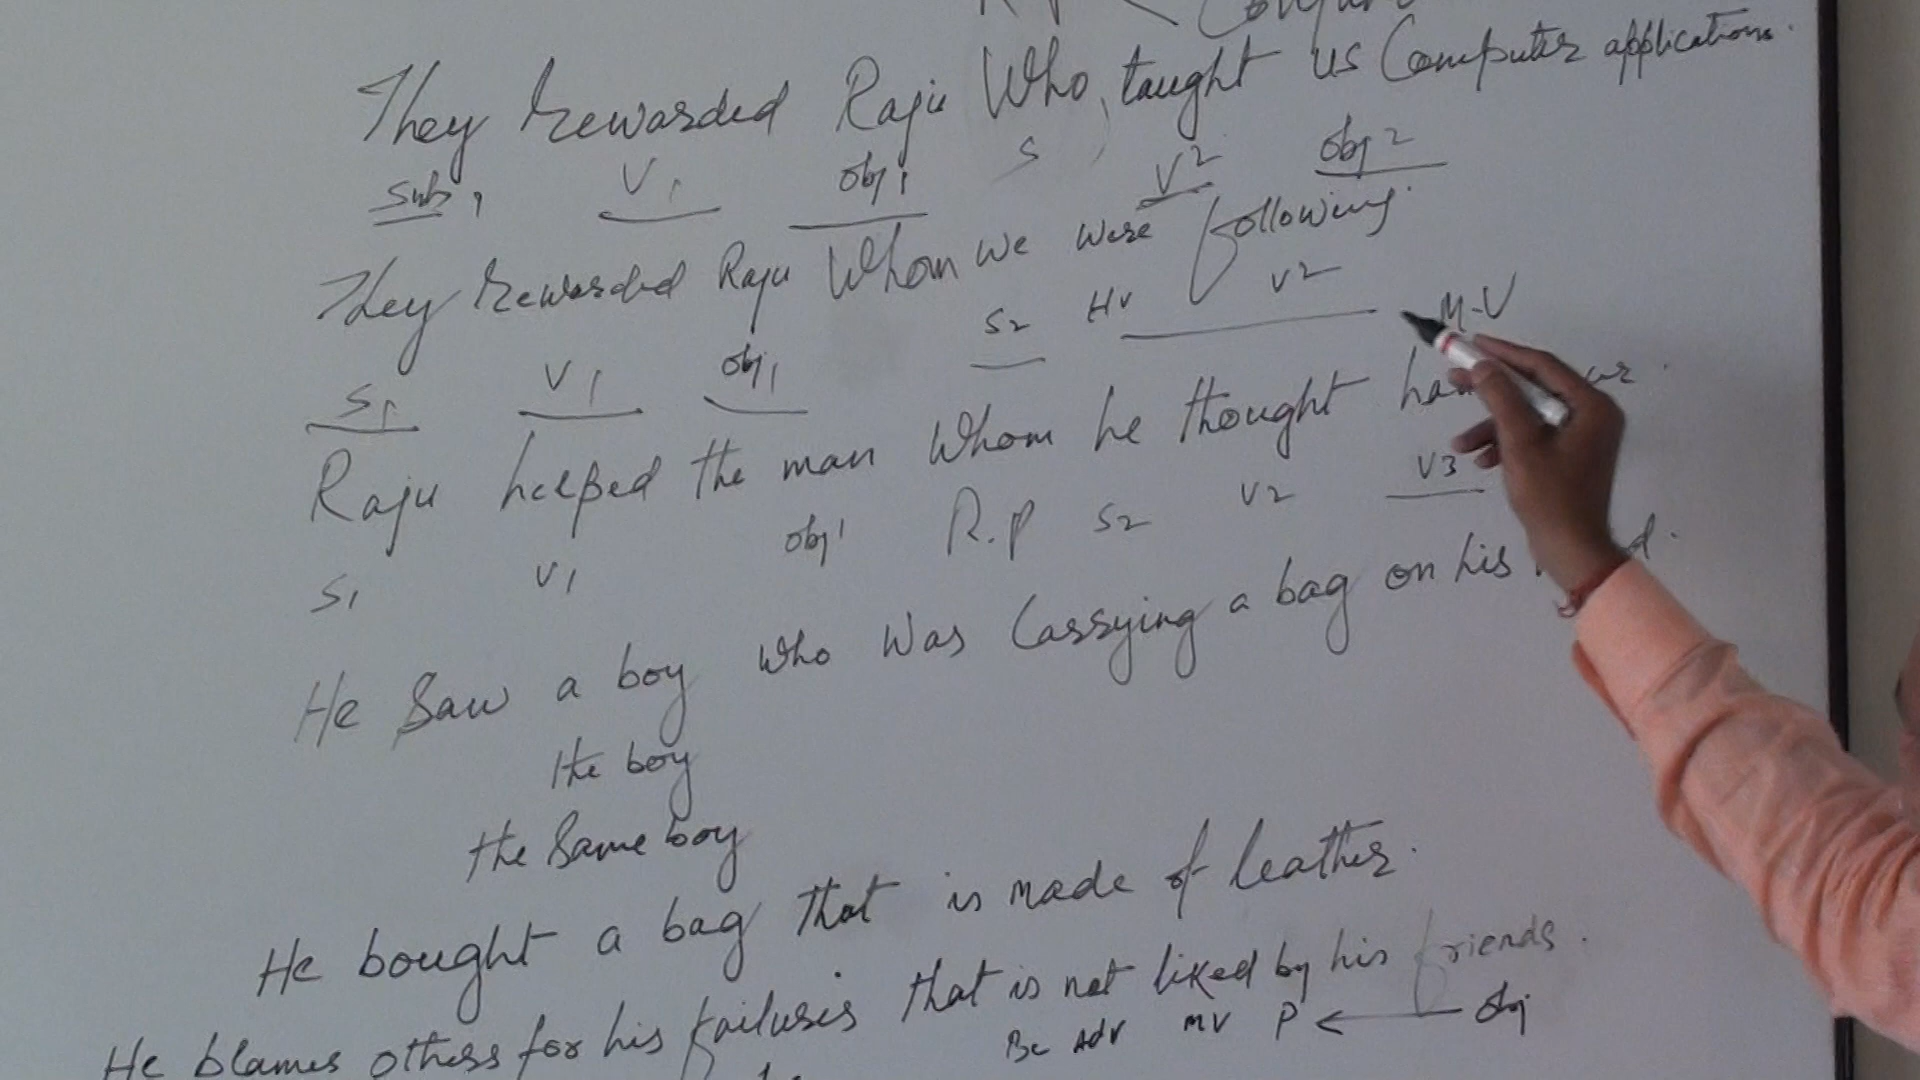 They rewarded Raju Who, taught us Computer applications.
Sub 1 V1 obj1 S V2 obj 2
They rewarded Raju Whom we were following.
S1 V1 obj1 S2 HV V2 M-V
Raju helped the man Whom he thought
S1 V1 obj1 R.P S2 V2 V3
He Saw a boy who was Carrying a bag on his
the boy
the Same boy
He bought a bag that is made of leather.
He blames others for his failures that is not liked by his friends.
Be Adv MV P ← obj